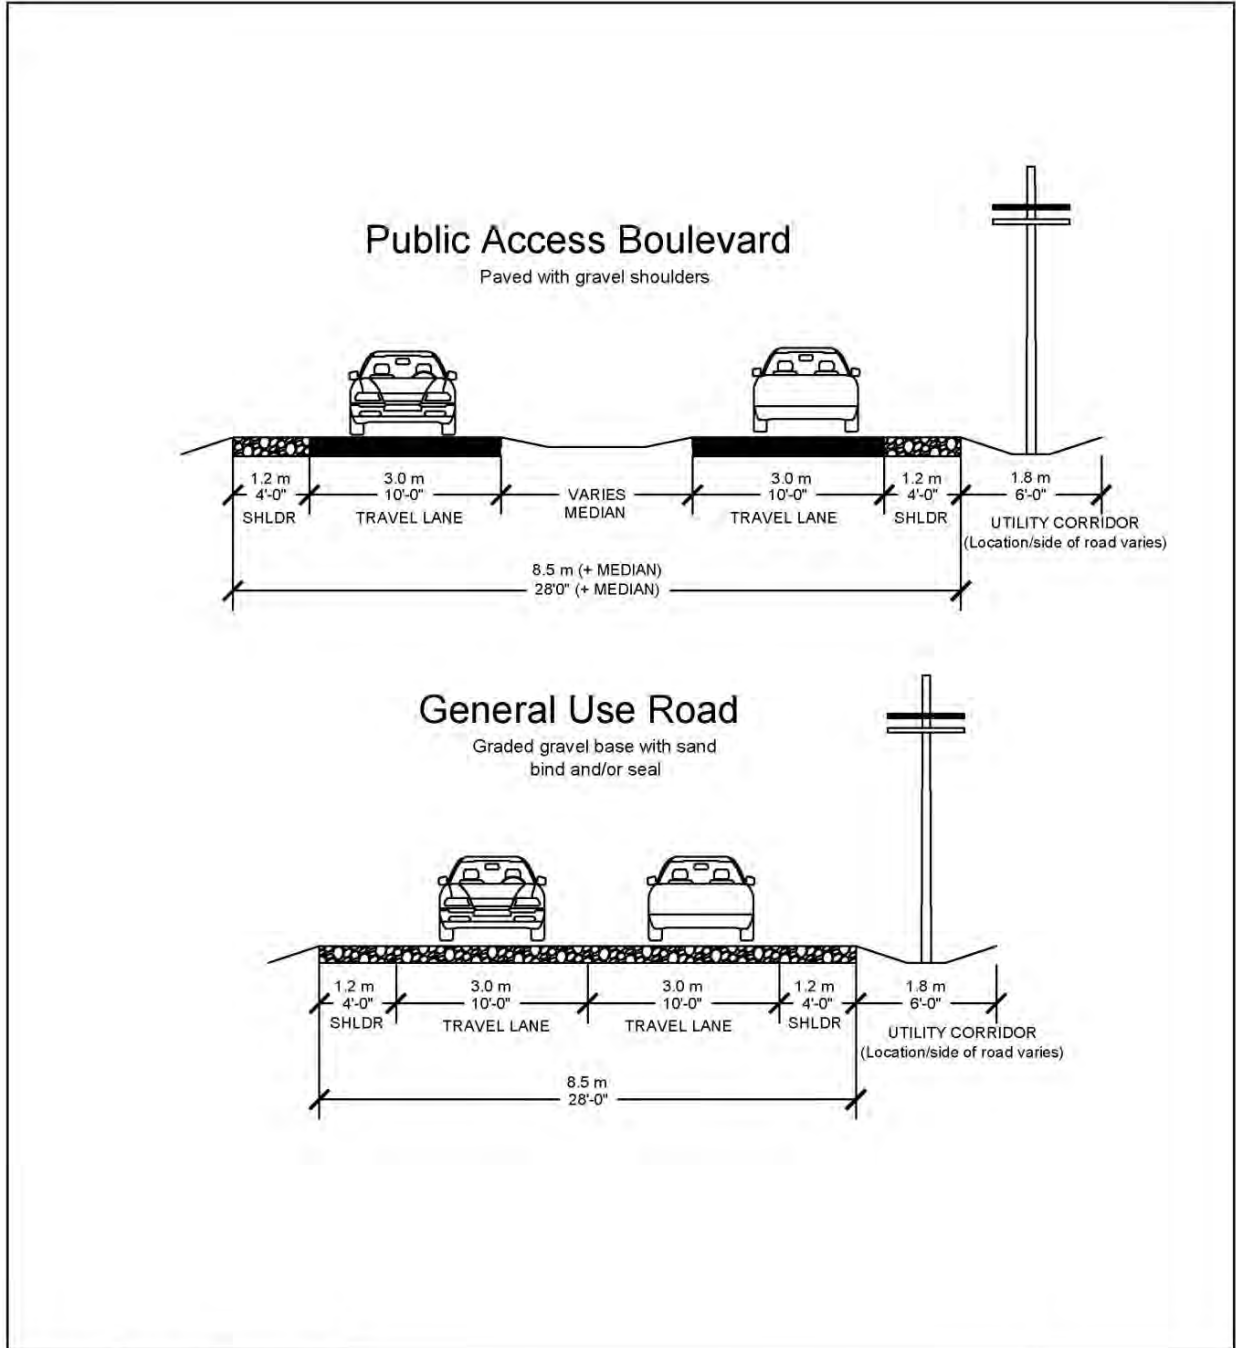 Public Access Boulevard
Paved with gravel shoulders
1.2 m
4'-0"
SHLDR
3.0 m
10'-0"
TRAVEL LANE
VARIES
MEDIAN
3.0 m
10'-0"
TRAVEL LANE
1.2 m
4'-0"
SHLDR
1.8 m
6'-0"
UTILITY CORRIDOR
(Location/side of road varies)
8.5 m (+ MEDIAN)
28'0" (+ MEDIAN)
General Use Road
Graded gravel base with sand
bind and/or seal
1.2 m
4'-0"
SHLDR
3.0 m
10'-0"
TRAVEL LANE
3.0 m
10'-0"
TRAVEL LANE
1.2 m
4'-0"
SHLDR
1.8 m
6'-0"
UTILITY CORRIDOR
(Location/side of road varies)
8.5 m
28'-0"